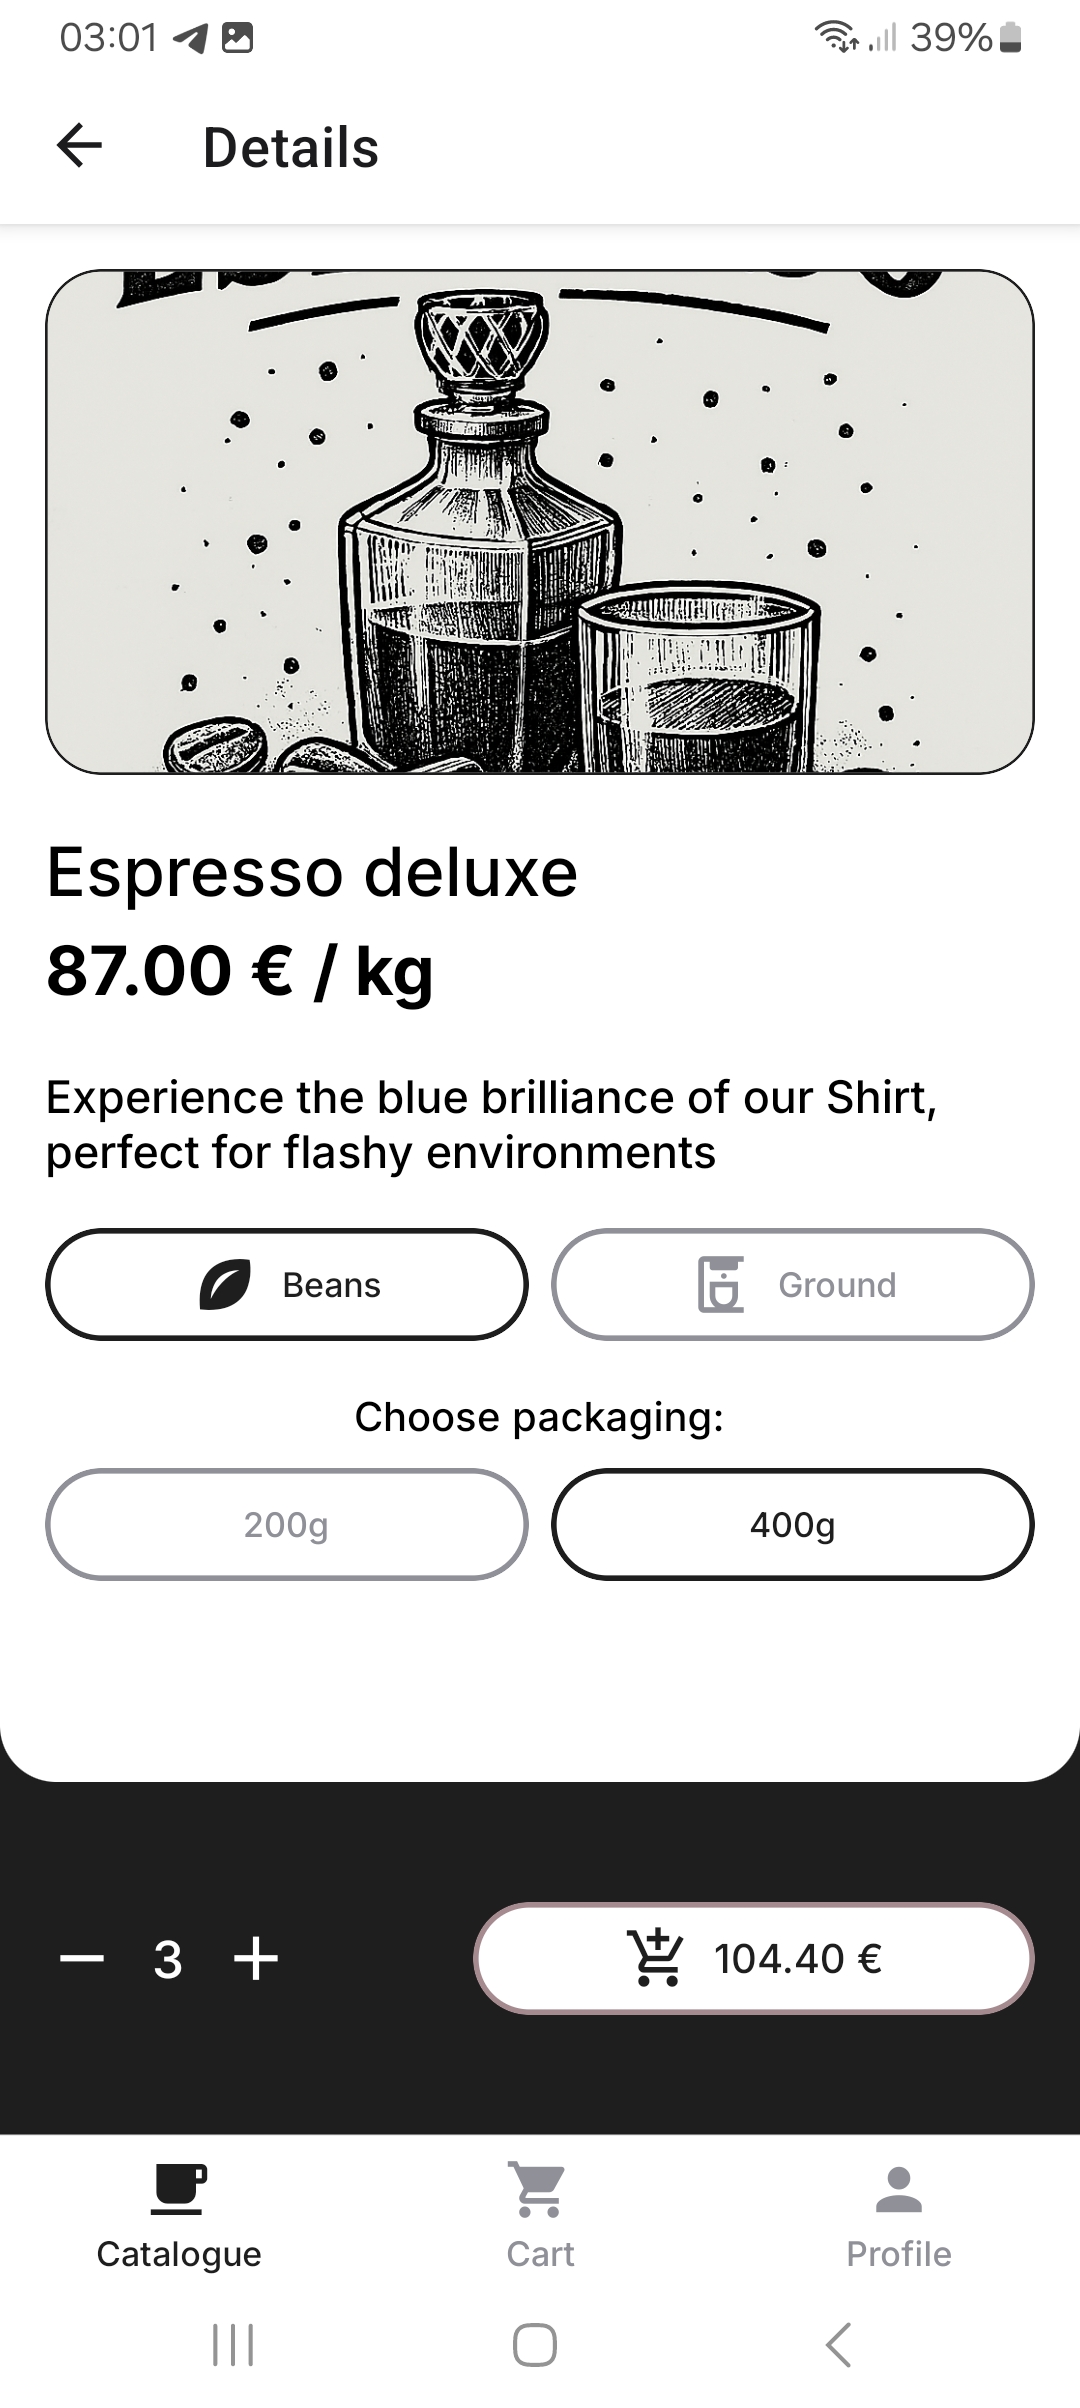 03:01
39%
Details
Espresso deluxe
87.00 € / kg
Experience the blue brilliance of our Shirt,
perfect for flashy environments
Beans
Ground
Choose packaging:
200g
400g
3
104.40 €
Catalogue
Cart
Profile